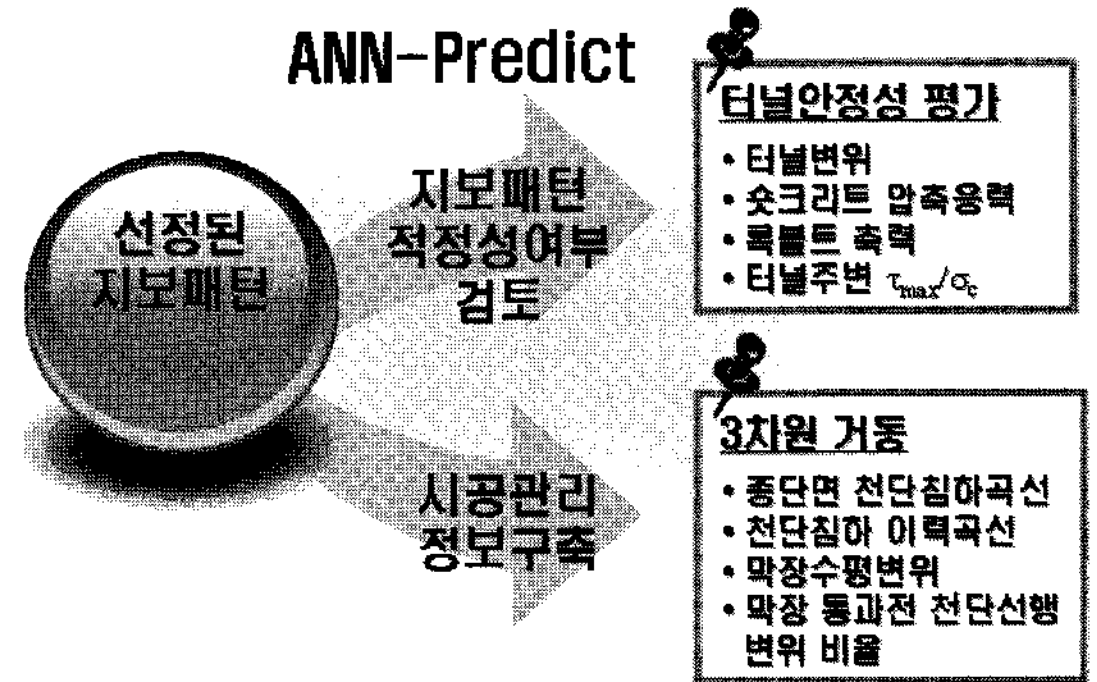 ANN-Predict
선정된
지보패턴
지보패턴
적정성여부
검토
시공관리
정보구축
터널안정성 평가
• 터널변위
• 숏크리트 압축응력
• 록볼트 축력
• 터널주변 τmax/σc
3차원 거동
• 종단면 천단침하곡선
• 천단침하 이력곡선
• 막장수평변위
• 막장 통과전 천단선행
변위 비율